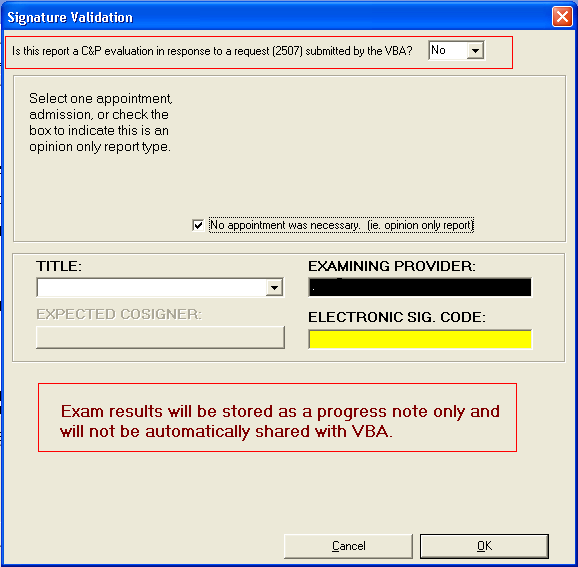 Signature Validation
Is this report a C&P evaluation in response to a request (2507) submitted by the VBA? No
Select one appointment,
admission, or check the
box to indicate this is an
opinion only report type.
No appointment was necessary. (ie. opinion only report)
TITLE:
EXAMINING PROVIDER:
EXPECTED COSIGNER:
ELECTRONIC SIG. CODE:
Exam results will be stored as a progress note only and
will not be automatically shared with VBA.
Cancel
OK